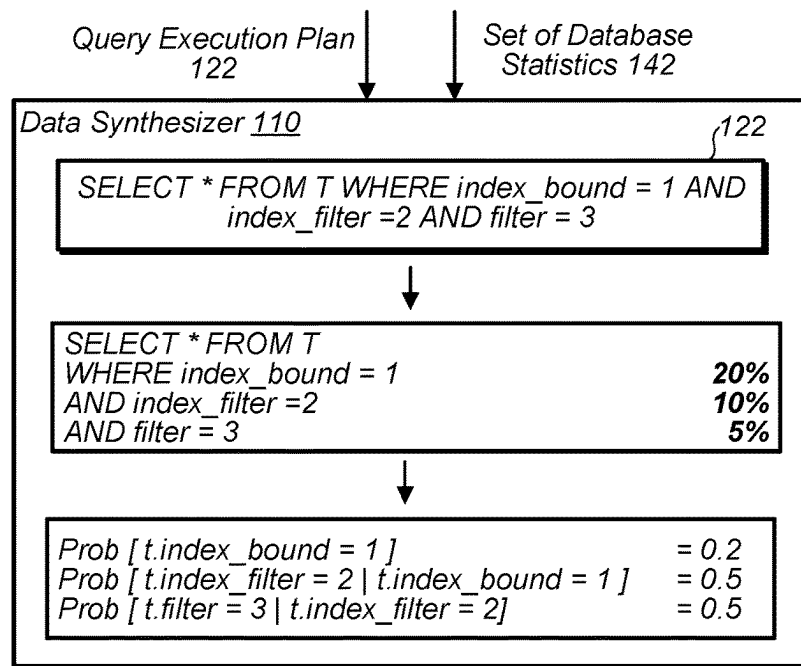 Query Execution Plan
122
Set of Database
Statistics 142
Data Synthesizer 110
122
SELECT * FROM T WHERE index_bound = 1 AND
index_filter =2 AND filter = 3
SELECT * FROM T
WHERE index_bound = 1 20%
AND index_filter =2 10%
AND filter = 3 5%
Prob [ t.index_bound = 1 ] = 0.2
Prob [ t.index_filter = 2 | t.index_bound = 1 ] = 0.5
Prob [ t.filter = 3 | t.index_filter = 2] = 0.5